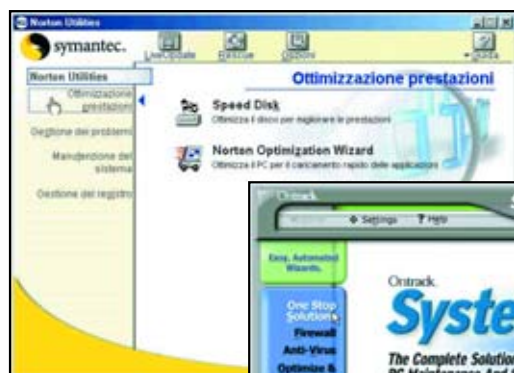 Norton Utilities
symantec.
LiveUpdate
Rescue
Opzioni
Guida
Norton Utilities
Ottimizzazione prestazioni
Gestione dei problemi
Manutenzione del sistema
Gestione del registro
Ottimizzazione prestazioni
Speed Disk
Ottimizza il disco per migliorare le prestazioni
Norton Optimization Wizard
Ottimizza il PC per il caricamento rapido delle applicazioni
Ontrack
Settings
? Help
Easy, Automated
Wizards.
One Stop
Solutions
Firewall
Anti-Virus
Optimize &
Ontrack
Syste
The Complete Solution
PC Maintenance And